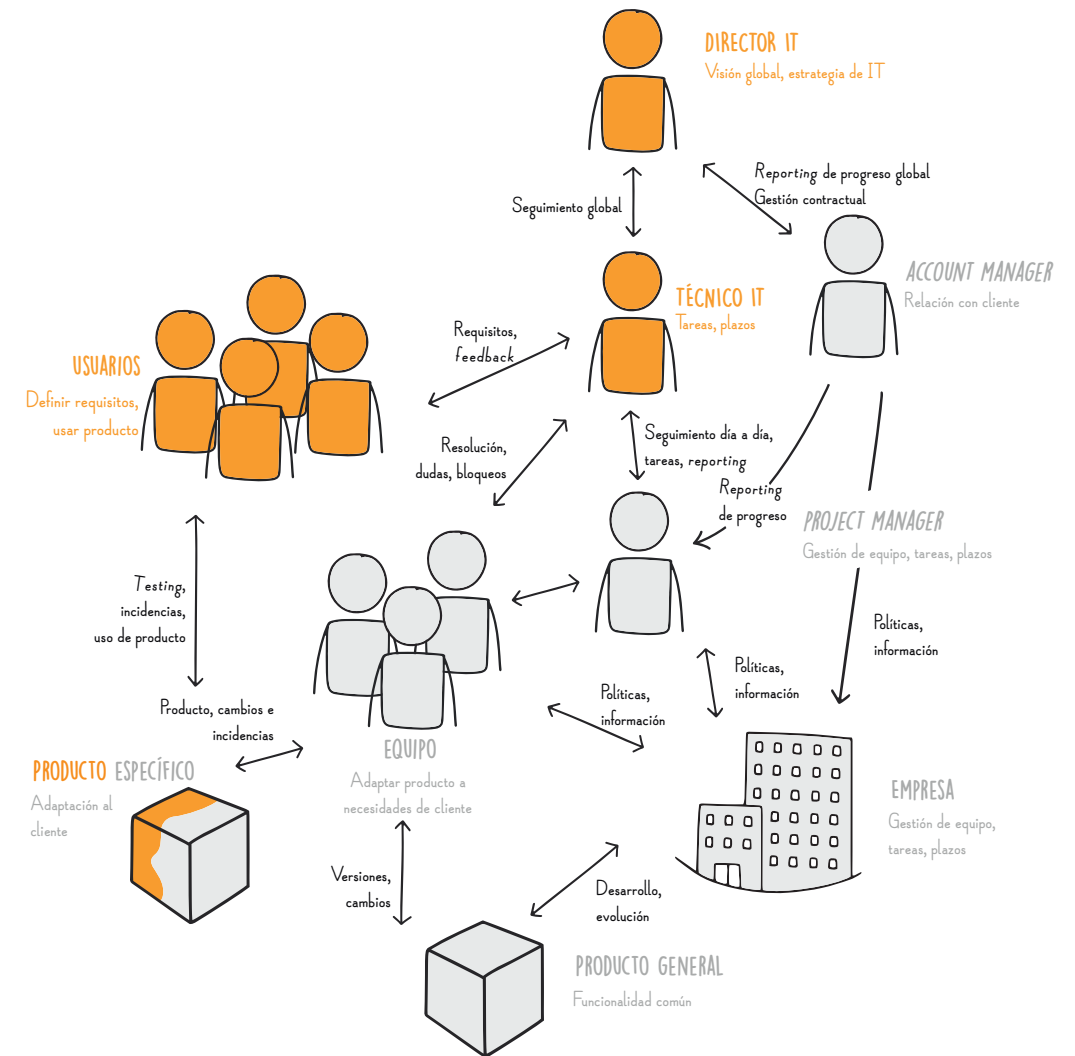 DIRECTOR IT
Visión global, estrategia de IT
Reporting de progreso global
Gestión contractual
Seguimiento global
ACCOUNT MANAGER
Relación con cliente
TÉCNICO IT
Tareas, plazos
Requisitos,
feedback
USUARIOS
Definir requisitos,
usar producto
Resolución,
dudas, bloqueos
Seguimiento día a día,
tareas, reporting
Reporting
de progreso
PROJECT MANAGER
Gestión de equipo, tareas, plazos
Testing,
incidencias,
uso de producto
Políticas,
información
Políticas,
información
Políticas,
información
Producto, cambios e
incidencias
EQUIPO
Adaptar producto a
necesidades de cliente
PRODUCTO ESPECÍFICO
Adaptación al
cliente
EMPRESA
Gestión de equipo,
tareas, plazos
Versiones,
cambios
Desarrollo,
evolución
PRODUCTO GENERAL
Funcionalidad común